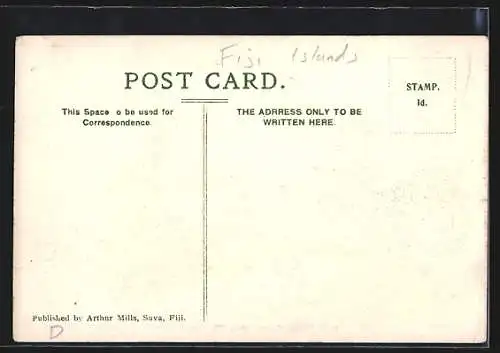 Fiji Islands
POST CARD.
This Space  o be used for
Correspondence.
THE ADRRESS ONLY TO BE
WRITTEN HERE.
STAMP.
1d.
Published by Arthur Mills, Suva, Fiji.
D